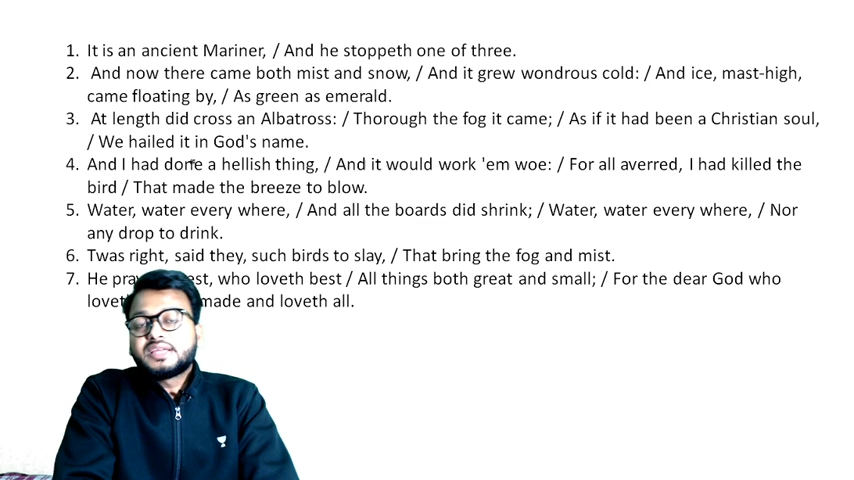 1. It is an ancient Mariner, / And he stoppeth one of three.
2. And now there came both mist and snow, / And it grew wondrous cold: / And ice, mast-high,
came floating by, / As green as emerald.
3. At length did cross an Albatross: / Thorough the fog it came; / As if it had been a Christian soul,
/ We hailed it in God's name.
4. And I had done a hellish thing, / And it would work 'em woe: / For all averred, I had killed the
bird / That made the breeze to blow.
5. Water, water every where, / And all the boards did shrink; / Water, water every where, / Nor
any drop to drink.
6. Twas right, said they, such birds to slay, / That bring the fog and mist.
7. He who loveth best / All things both great and small; / For the dear God who
made and loveth all.